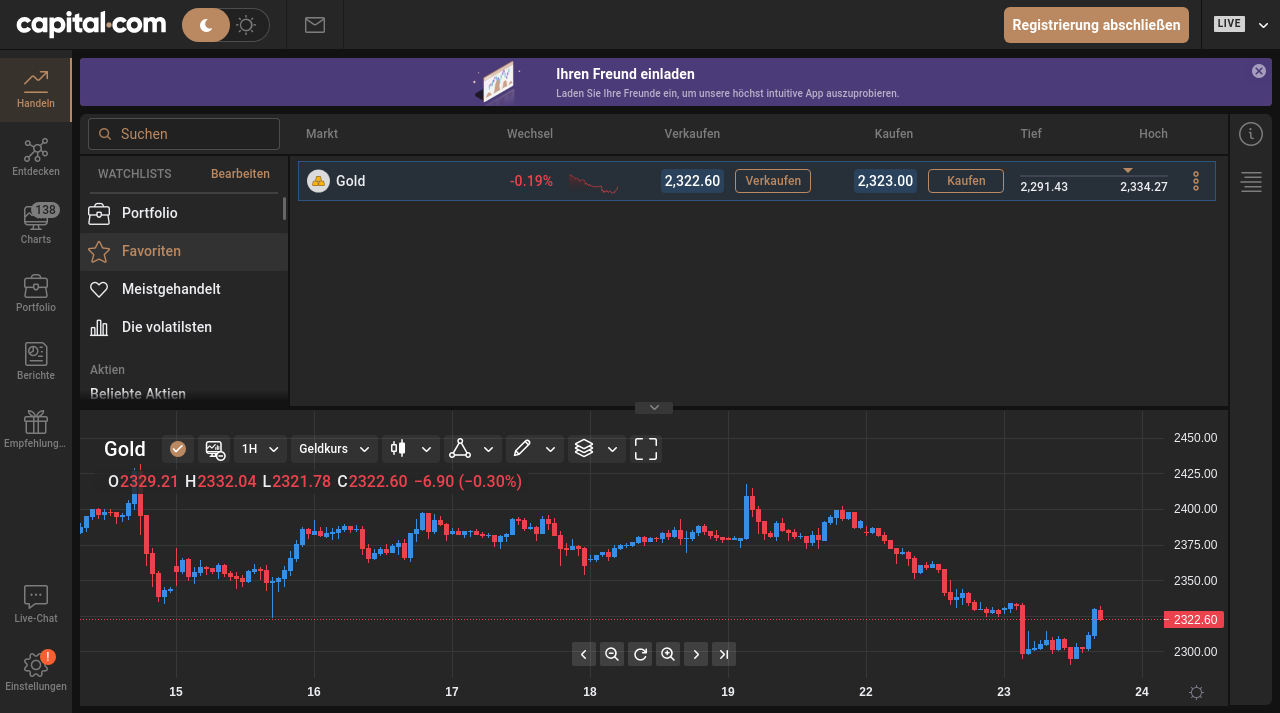 capital.com
Registrierung abschließen
LIVE
Ihren Freund einladen
Laden Sie Ihre Freunde ein, um unsere höchst intuitive App auszuprobieren.
Handeln
Entdecken
138
Charts
Portfolio
Berichte
Empfehlung...
Live-Chat
!
Einstellungen
Suchen
WATCHLISTS Bearbeiten
Portfolio
Favoriten
Meistgehandelt
Die volatilsten
Aktien
Beliebte Aktien
Markt Wechsel Verkaufen Kaufen Tief Hoch
Gold -0.19% 2,322.60 Verkaufen 2,323.00 Kaufen 2,291.43 2,334.27
Gold 1H Geldkurs
O2329.21 H2332.04 L2321.78 C2322.60 −6.90 (−0.30%)
2450.00
2425.00
2400.00
2375.00
2350.00
2322.60
2300.00
15 16 17 18 19 22 23 24